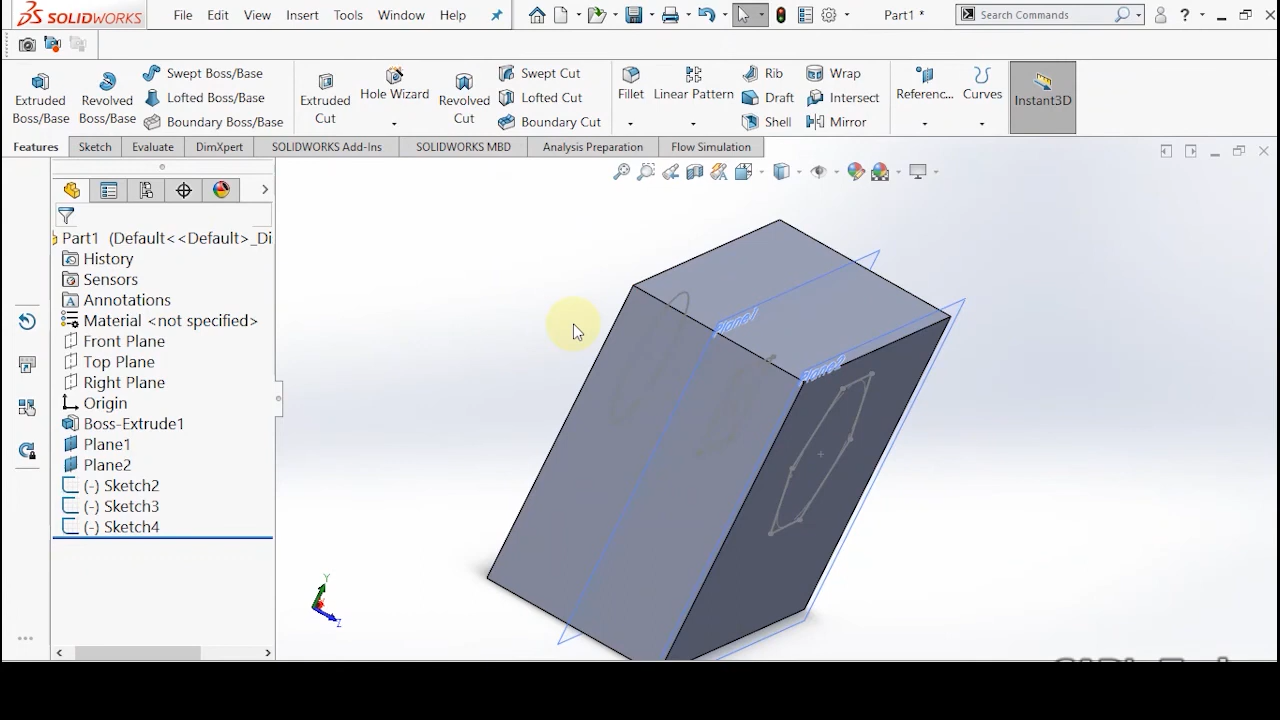 SOLIDWORKS File Edit View Insert Tools Window Help Part1 * Search Commands ?
Extruded Boss/Base
Revolved Boss/Base
Swept Boss/Base
Lofted Boss/Base
Boundary Boss/Base
Extruded Cut
Hole Wizard
Revolved Cut
Swept Cut
Lofted Cut
Boundary Cut
Fillet
Linear Pattern
Rib
Draft
Shell
Wrap
Intersect
Mirror
Referenc...
Curves
Instant3D
Features Sketch Evaluate DimXpert SOLIDWORKS Add-Ins SOLIDWORKS MBD Analysis Preparation Flow Simulation
Part1 (Default<<Default>_Di
History
Sensors
Annotations
Material <not specified>
Front Plane
Top Plane
Right Plane
Origin
Boss-Extrude1
Plane1
Plane2
(-) Sketch2
(-) Sketch3
(-) Sketch4
Plane1
Plane2
Y
Z